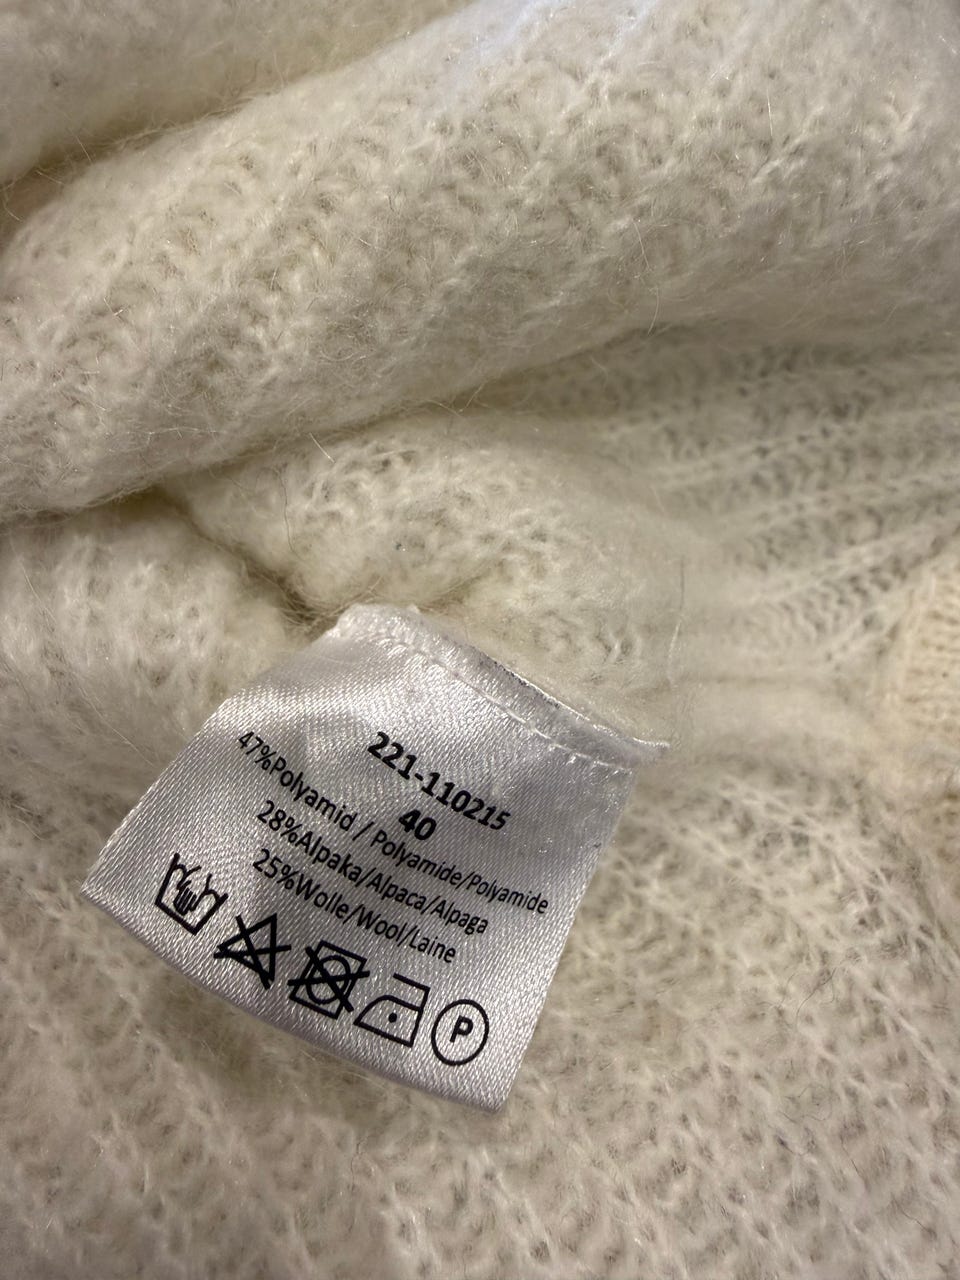 221-110215
40
47%Polyamid / Polyamide/Polyamide
28%Alpaka/Alpaca/Alpaga
25%Wolle/Wool/Laine
P